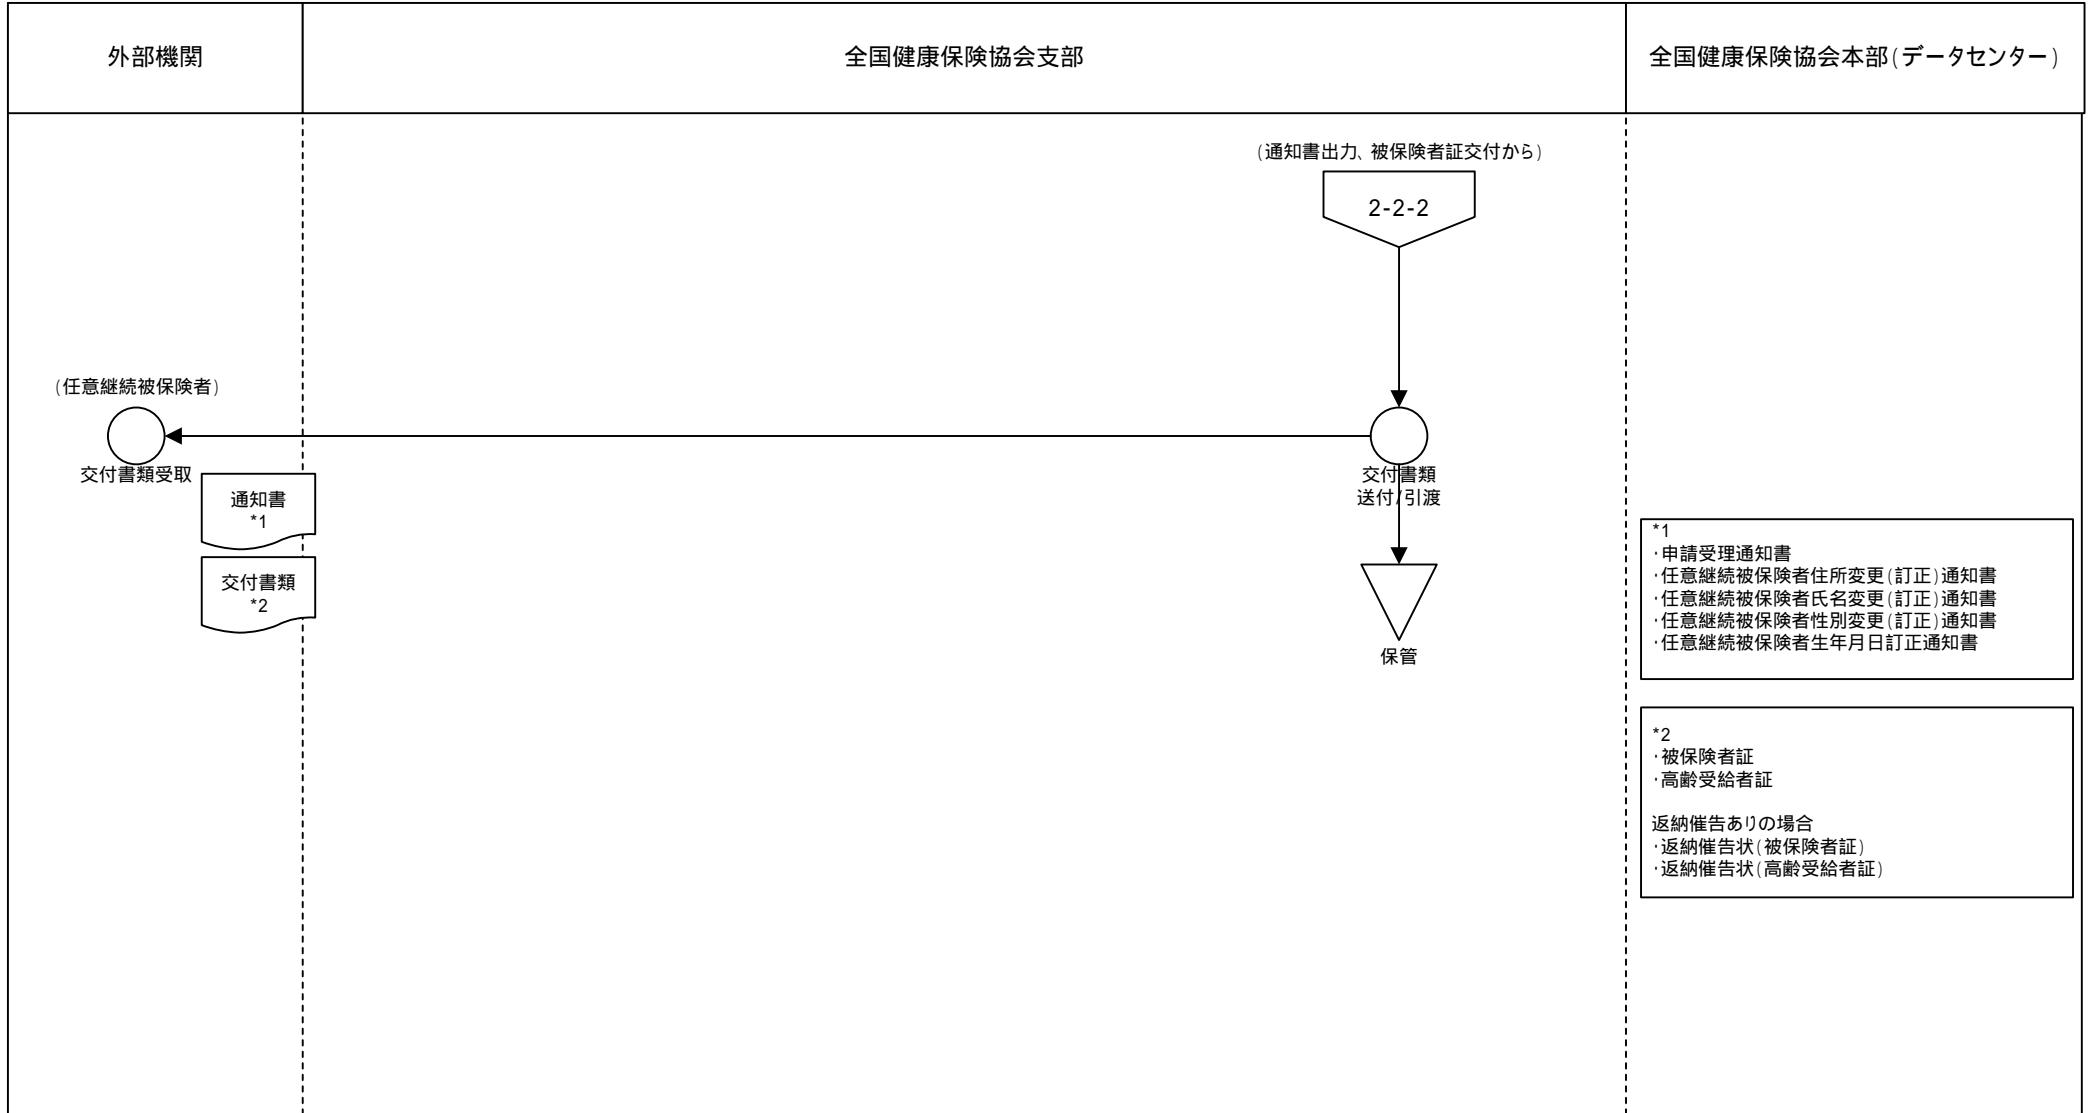 外部機関
全国健康保険協会支部
全国健康保険協会本部(データセンター)
(通知書出力、被保険者証交付から)
2-2-2
(任意継続被保険者)
交付書類受取
交付書類
送付/引渡
通知書
*1
交付書類
*2
保管
*1
・申請受理通知書
・任意継続被保険者住所変更(訂正)通知書
・任意継続被保険者氏名変更(訂正)通知書
・任意継続被保険者性別変更(訂正)通知書
・任意継続被保険者生年月日訂正通知書
*2
・被保険者証
・高齢受給者証
返納催告ありの場合
・返納催告状(被保険者証)
・返納催告状(高齢受給者証)